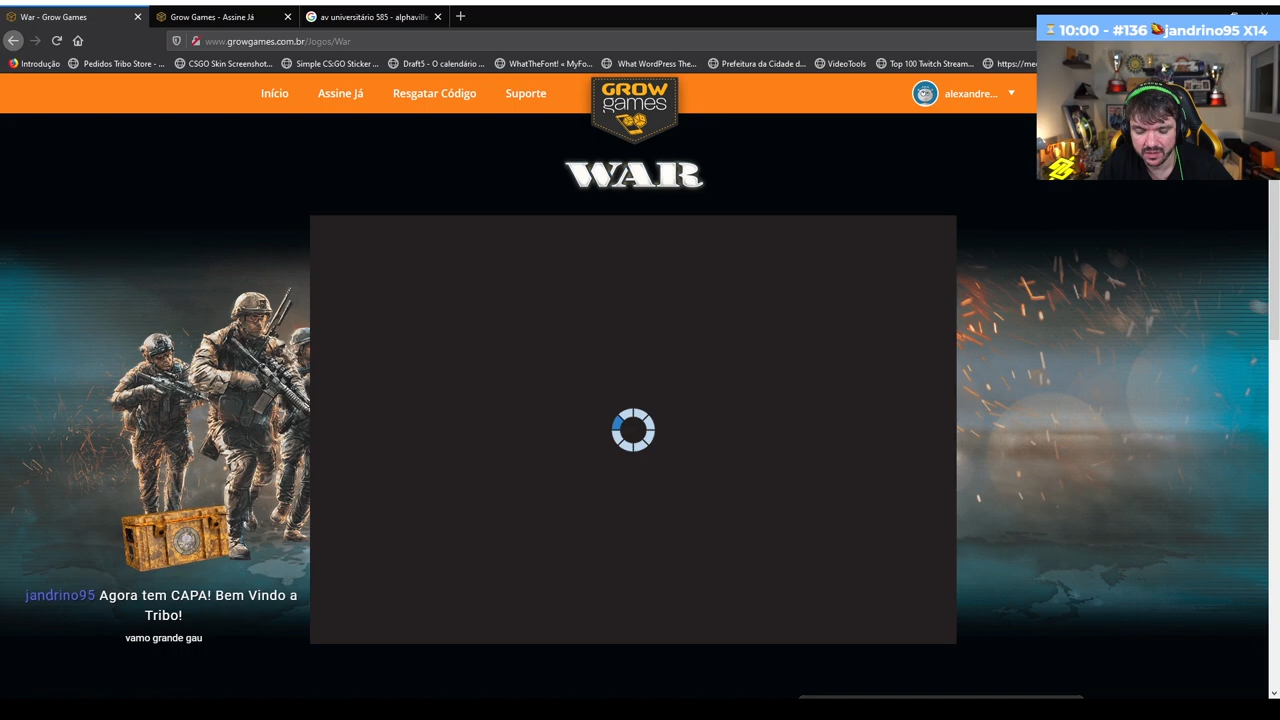 War - Grow Games
Grow Games - Assine Já
av universitário 585 - alphaville
www.growgames.com.br/Jogos/War
Introdução
Pedidos Tribo Store - ...
CSGO Skin Screenshot...
Simple CS:GO Sticker ...
Draft5 - O calendário ...
WhatTheFont! « MyFo...
What WordPress The...
Prefeitura da Cidade d...
VideoTools
Top 100 Twitch Stream...
https://me
10:00 - #136 jandrino95 X14
Início
Assine Já
Resgatar Código
Suporte
GROW
games
alexandre...
WAR
jandrino95 Agora tem CAPA! Bem Vindo a
Tribo!
vamo grande gau